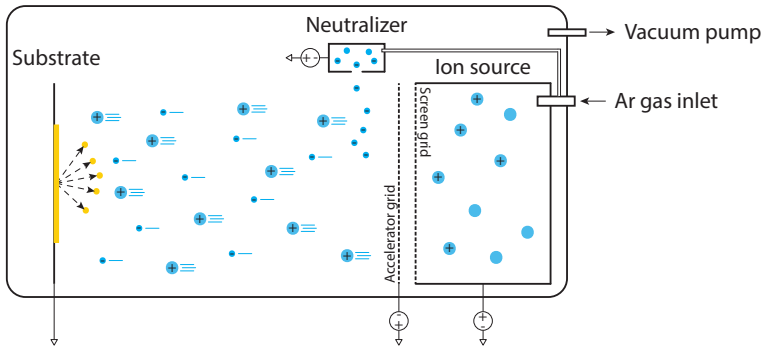 Neutralizer
Vacuum pump
Substrate
Ion source
Ar gas inlet
Screen grid
Accelerator grid